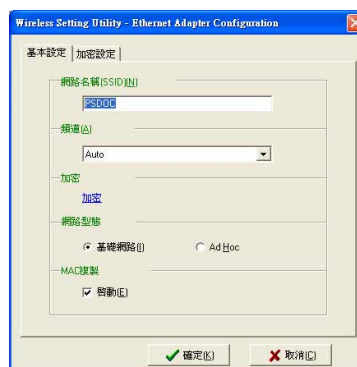 Wireless Setting Utility - Ethernet Adapter Configuration
基本設定 加密設定
網路名稱(SSID)(N)
PSDOC
頻道(A)
Auto
加密
加密
網路型態
基礎網路(I) Ad Hoc
MAC複製
啓動(E)
確定(K) 取消(C)